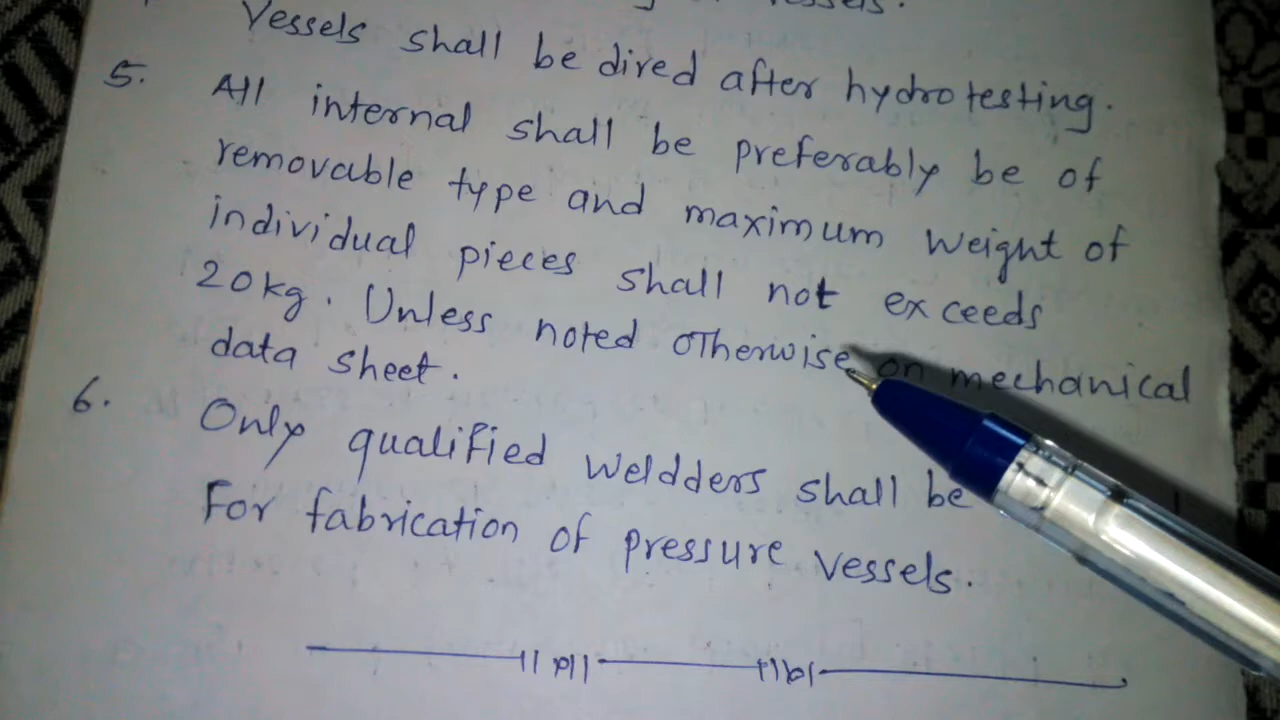 vessels.
Vessels shall be dired after hydrotesting.
5. All internal shall be preferably be of
removable type and maximum weight of
individual pieces shall not exceeds
20kg. Unless noted otherwise on mechanical
data sheet.
6. Only qualified weldders shall be
For fabrication of pressure vessels.